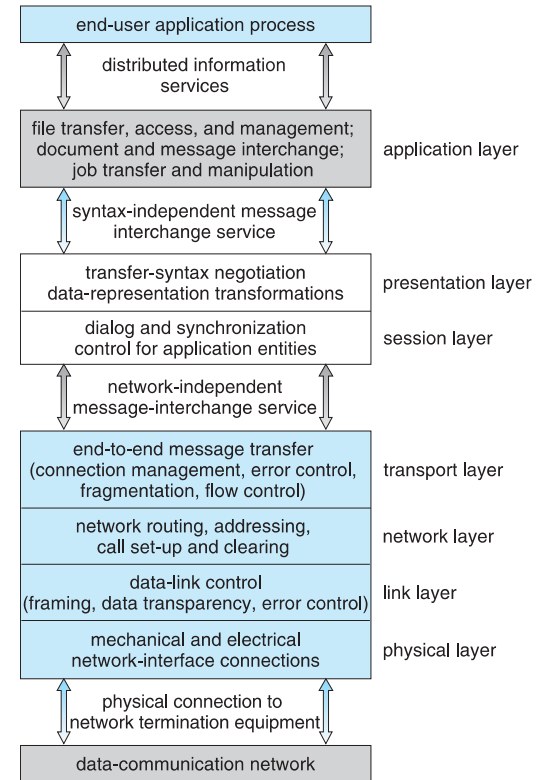 end-user application process
distributed information
services
file transfer, access, and management;
document and message interchange;
job transfer and manipulation
application layer
syntax-independent message
interchange service
transfer-syntax negotiation
data-representation transformations
presentation layer
dialog and synchronization
control for application entities
session layer
network-independent
message-interchange service
end-to-end message transfer
(connection management, error control,
fragmentation, flow control)
transport layer
network routing, addressing,
call set-up and clearing
network layer
data-link control
(framing, data transparency, error control)
link layer
mechanical and electrical
network-interface connections
physical layer
physical connection to
network termination equipment
data-communication network